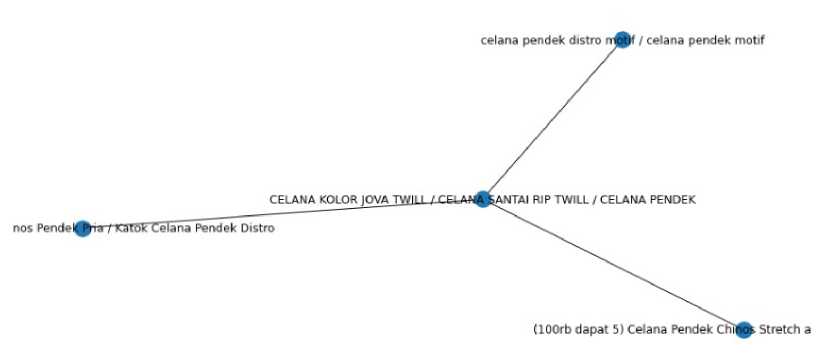 celana pendek distro motif / celana pendek motif
CELANA KOLOR JOVA TWILL / CELANA SANTAI RIP TWILL / CELANA PENDEK
nos Pendek Pria / Katok Celana Pendek Distro
(100rb dapat 5) Celana Pendek Chinos Stretch a